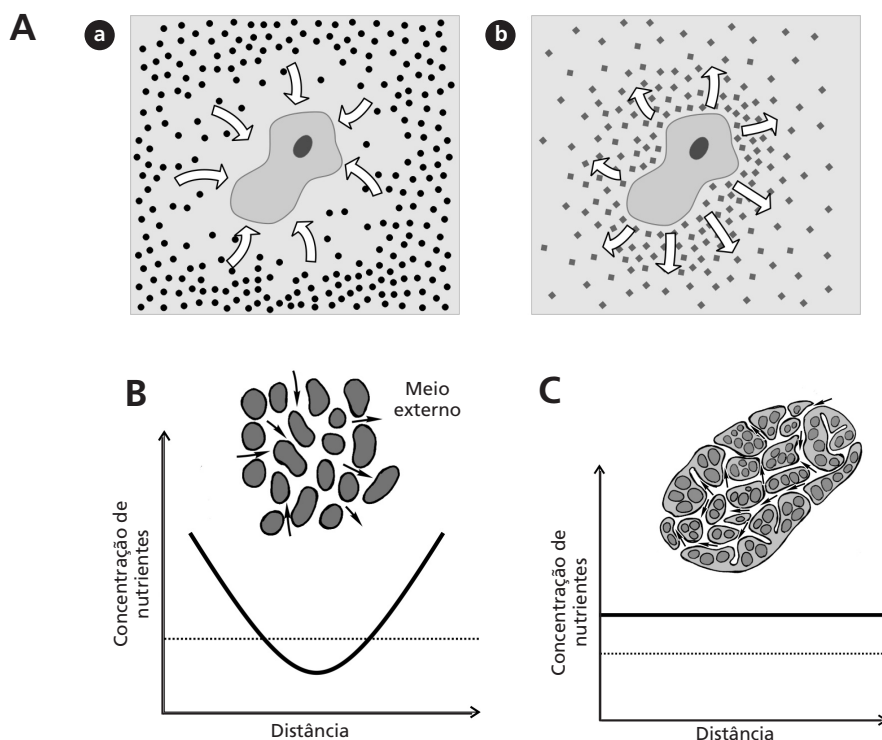 A
a
b
B
Meio
externo
Concentração de
nutrientes
Distância
C
Concentração de
nutrientes
Distância